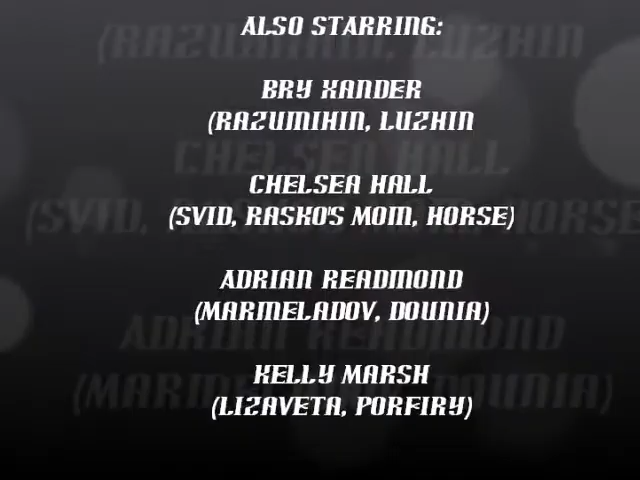 ALSO STARRING:
BRY XANDER
(RAZUMIHIN, LUZHIN
CHELSEA HALL
(SVID, RASKO'S MOM, HORSE)
ADRIAN READMOND
(MARMELADOV, DOUNIA)
KELLY MARSH
(LIZAVETA, PORFIRY)